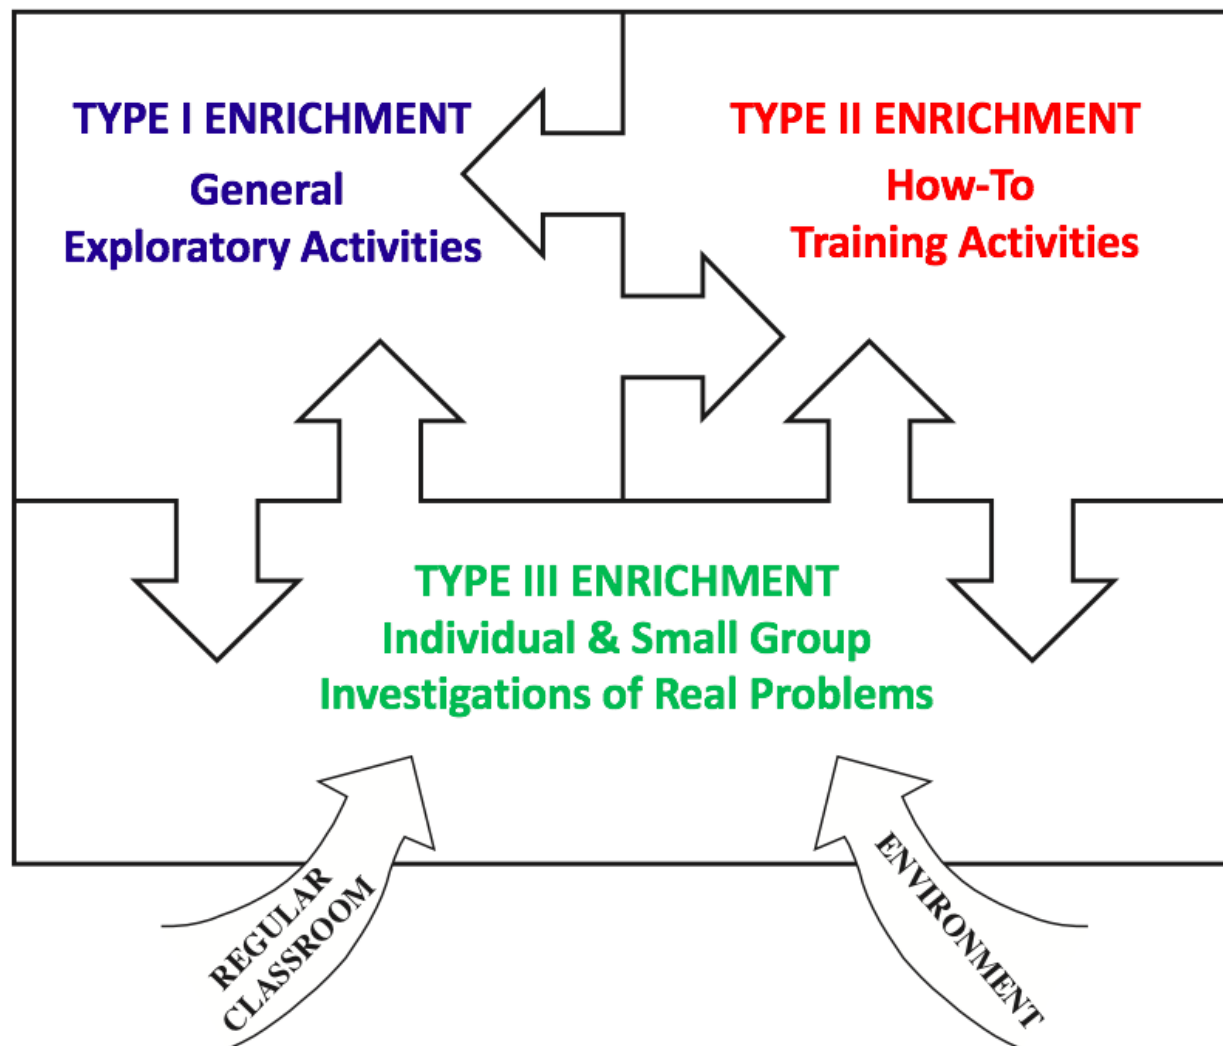 TYPE I ENRICHMENT
General
Exploratory Activities
TYPE II ENRICHMENT
How-To
Training Activities
TYPE III ENRICHMENT
Individual & Small Group
Investigations of Real Problems
REGULAR
CLASSROOM
ENVIRONMENT